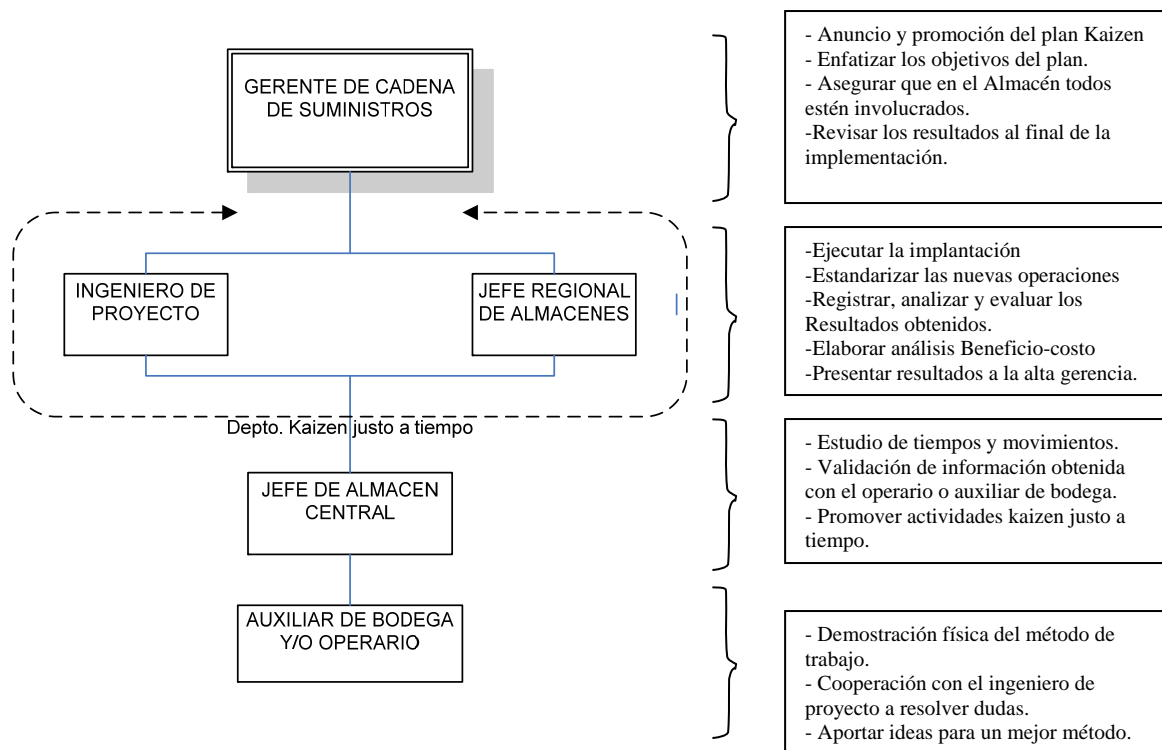 GERENTE DE CADENA
DE SUMINISTROS
- Anuncio y promoción del plan Kaizen
- Enfatizar los objetivos del plan.
- Asegurar que en el Almacén todos
estén involucrados.
-Revisar los resultados al final de la
implementación.
INGENIERO DE
PROYECTO
JEFE REGIONAL
DE ALMACENES
-Ejecutar la implantación
-Estandarizar las nuevas operaciones
-Registrar, analizar y evaluar los
Resultados obtenidos.
-Elaborar análisis Beneficio-costo
-Presentar resultados a la alta gerencia.
Depto. Kaizen justo a tiempo
JEFE DE ALMACEN
CENTRAL
- Estudio de tiempos y movimientos.
- Validación de información obtenida
con el operario o auxiliar de bodega.
- Promover actividades kaizen justo a
tiempo.
AUXILIAR DE BODEGA
Y/O OPERARIO
- Demostración física del método de
trabajo.
- Cooperación con el ingeniero de
proyecto a resolver dudas.
- Aportar ideas para un mejor método.